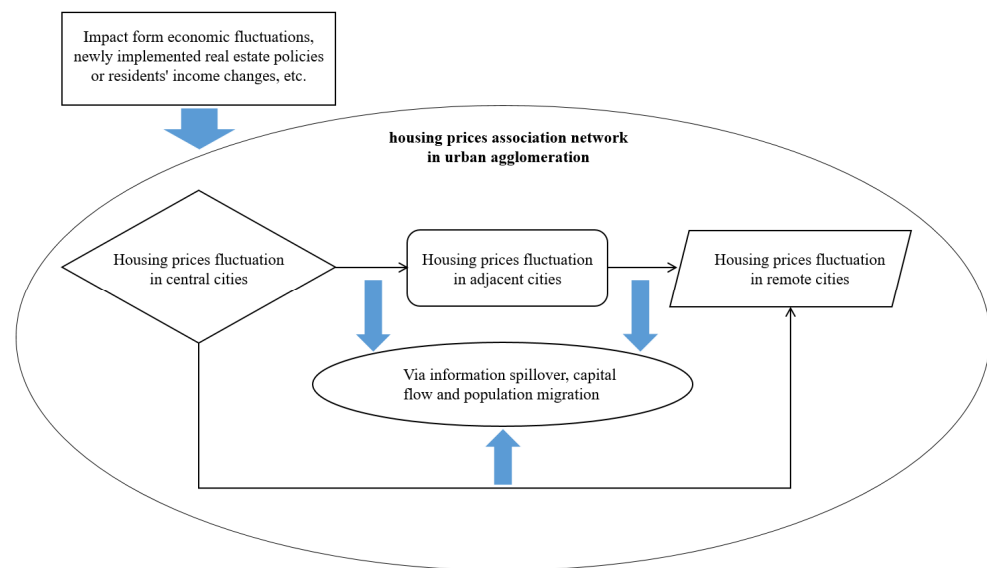 Impact form economic fluctuations,
newly implemented real estate policies
or residents' income changes, etc.
housing prices association network
in urban agglomeration
Housing prices fluctuation
in central cities
Housing prices fluctuation
in adjacent cities
Housing prices fluctuation
in remote cities
Via information spillover, capital
flow and population migration